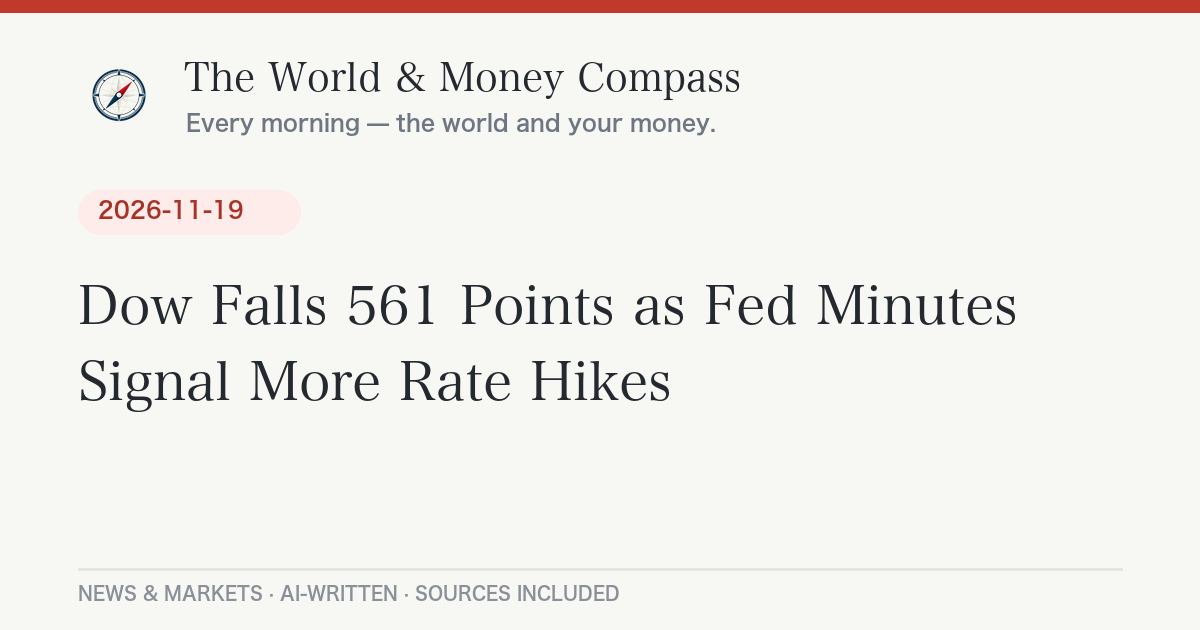 The World & Money Compass
Every morning — the world and your money.
2026-11-19
Dow Falls 561 Points as Fed Minutes
Signal More Rate Hikes
NEWS & MARKETS · AI-WRITTEN · SOURCES INCLUDED